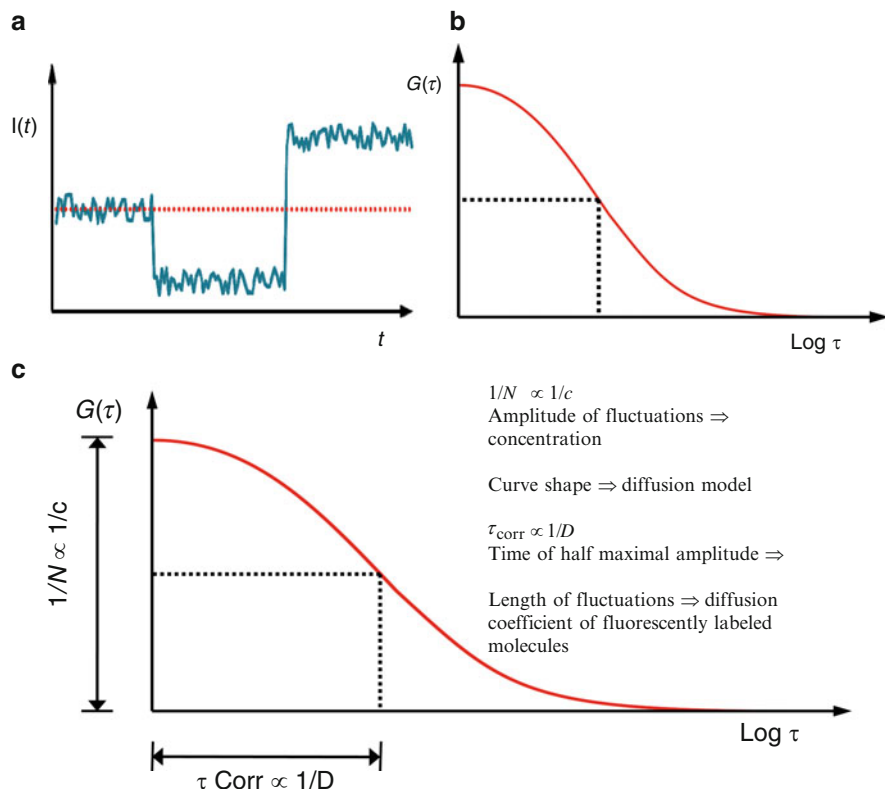 a
I(t)
t
b
G(τ)
Log τ
c
G(τ)
1/N ∝ 1/c
τ Corr ∝ 1/D
Log τ
1/N ∝ 1/c
Amplitude of fluctuations ⇒
concentration
Curve shape ⇒ diffusion model
τcorr ∝ 1/D
Time of half maximal amplitude ⇒
Length of fluctuations ⇒ diffusion
coefficient of fluorescently labeled
molecules